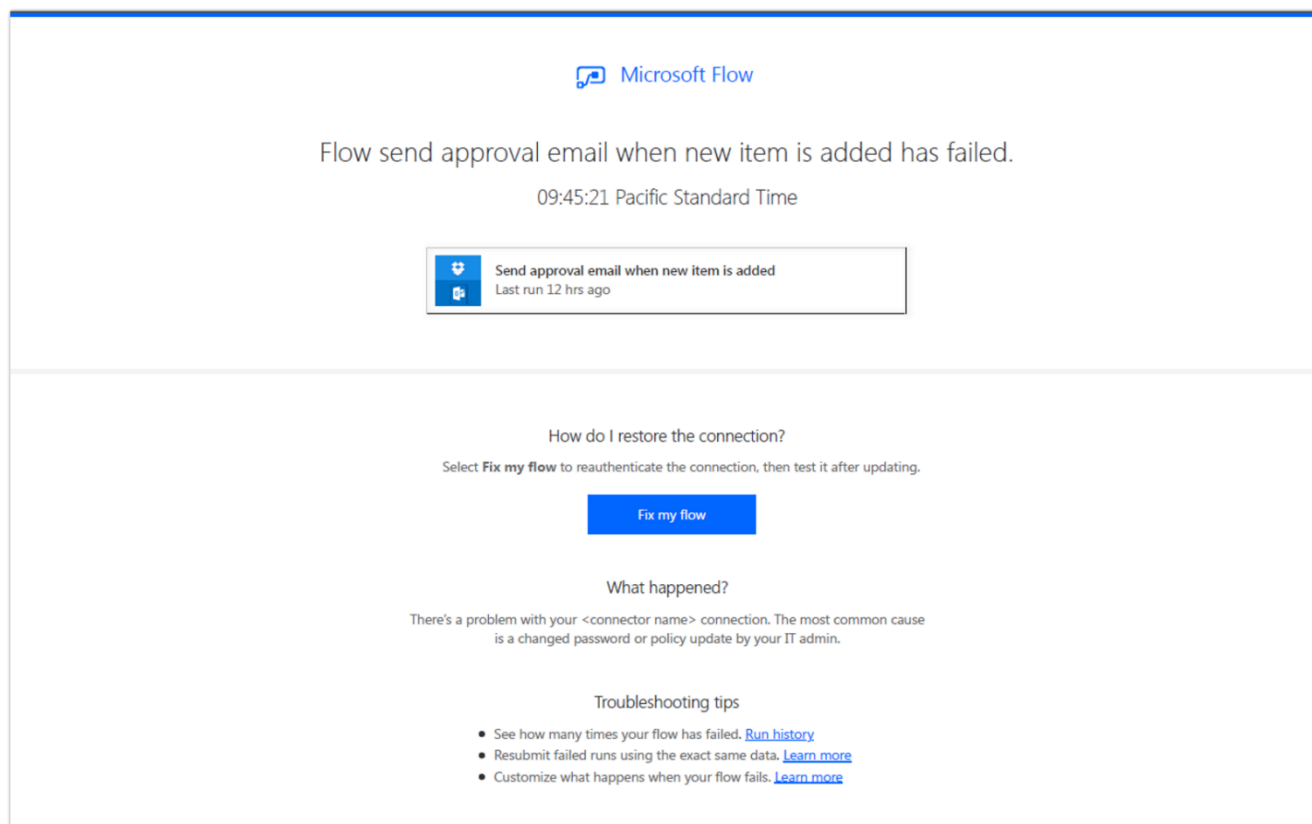 Microsoft Flow
Flow send approval email when new item is added has failed.
09:45:21 Pacific Standard Time
Send approval email when new item is added
Last run 12 hrs ago
How do I restore the connection?
Select Fix my flow to reauthenticate the connection, then test it after updating.
Fix my flow
What happened?
There's a problem with your <connector name> connection. The most common cause
is a changed password or policy update by your IT admin.
Troubleshooting tips
• See how many times your flow has failed. Run history
• Resubmit failed runs using the exact same data. Learn more
• Customize what happens when your flow fails. Learn more